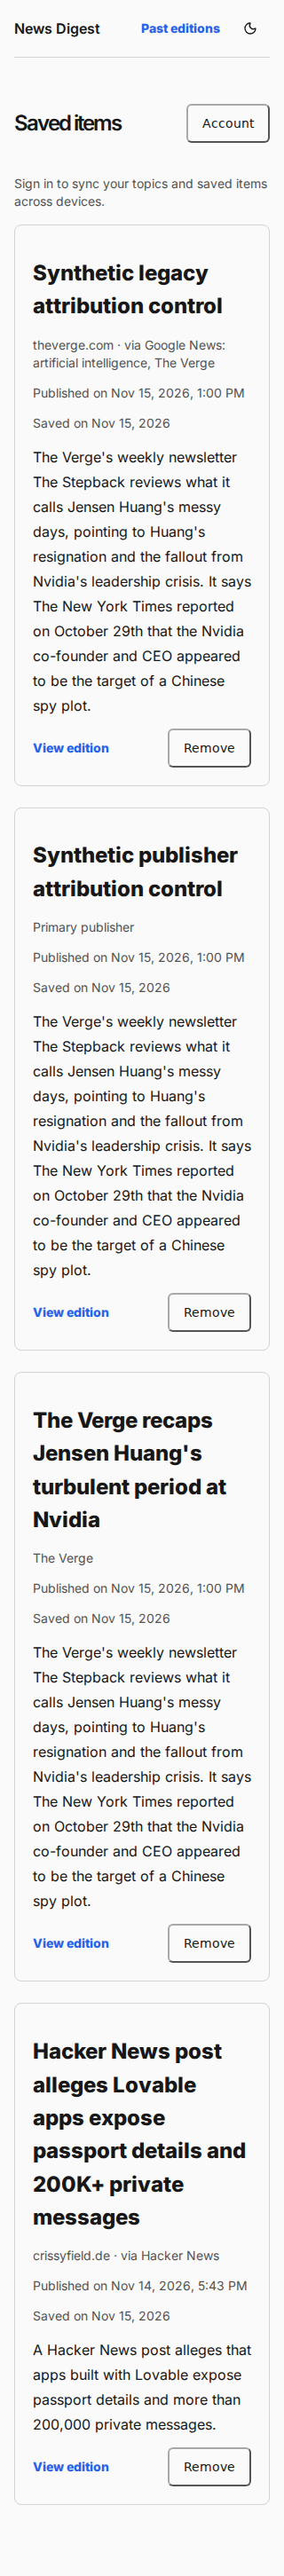 News Digest
Past editions
Saved items
Account
Sign in to sync your topics and saved items
across devices.
Synthetic legacy
attribution control
theverge.com · via Google News:
artificial intelligence, The Verge
Published on Nov 15, 2026, 1:00 PM
Saved on Nov 15, 2026
The Verge's weekly newsletter
The Stepback reviews what it
calls Jensen Huang's messy
days, pointing to Huang's
resignation and the fallout from
Nvidia's leadership crisis. It says
The New York Times reported
on October 29th that the Nvidia
co-founder and CEO appeared
to be the target of a Chinese
spy plot.
View edition
Remove
Synthetic publisher
attribution control
Primary publisher
Published on Nov 15, 2026, 1:00 PM
Saved on Nov 15, 2026
The Verge's weekly newsletter
The Stepback reviews what it
calls Jensen Huang's messy
days, pointing to Huang's
resignation and the fallout from
Nvidia's leadership crisis. It says
The New York Times reported
on October 29th that the Nvidia
co-founder and CEO appeared
to be the target of a Chinese
spy plot.
View edition
Remove
The Verge recaps
Jensen Huang's
turbulent period at
Nvidia
The Verge
Published on Nov 15, 2026, 1:00 PM
Saved on Nov 15, 2026
The Verge's weekly newsletter
The Stepback reviews what it
calls Jensen Huang's messy
days, pointing to Huang's
resignation and the fallout from
Nvidia's leadership crisis. It says
The New York Times reported
on October 29th that the Nvidia
co-founder and CEO appeared
to be the target of a Chinese
spy plot.
View edition
Remove
Hacker News post
alleges Lovable
apps expose
passport details and
200K+ private
messages
crissyfield.de · via Hacker News
Published on Nov 14, 2026, 5:43 PM
Saved on Nov 15, 2026
A Hacker News post alleges that
apps built with Lovable expose
passport details and more than
200,000 private messages.
View edition
Remove